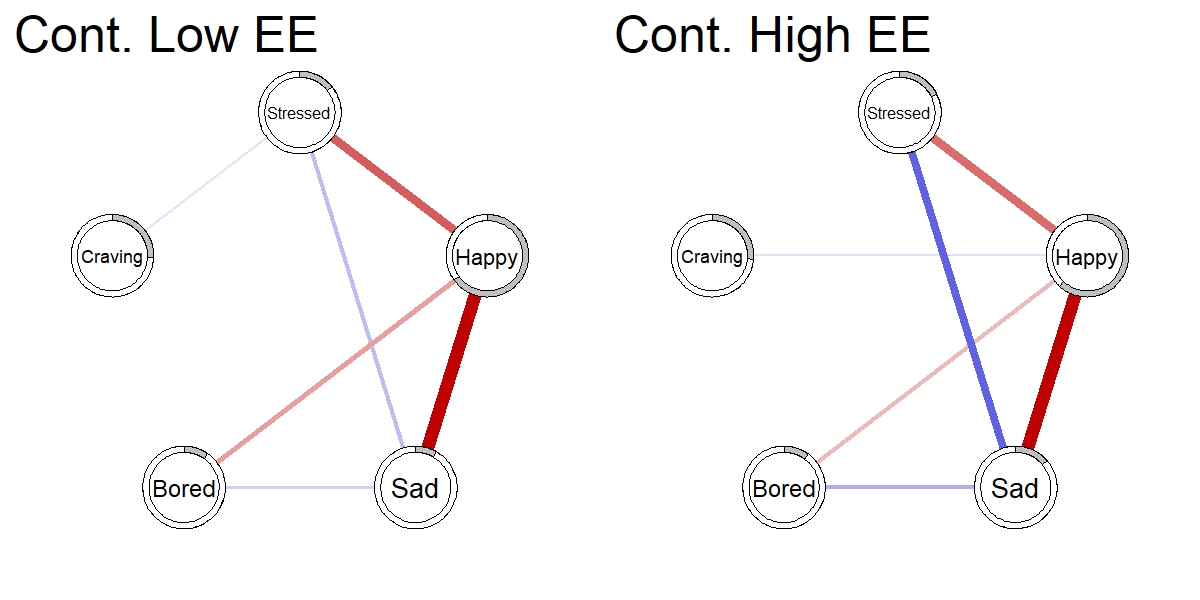 Cont. Low EE
Stressed
Craving
Happy
Bored
Sad
Cont. High EE
Stressed
Craving
Happy
Bored
Sad